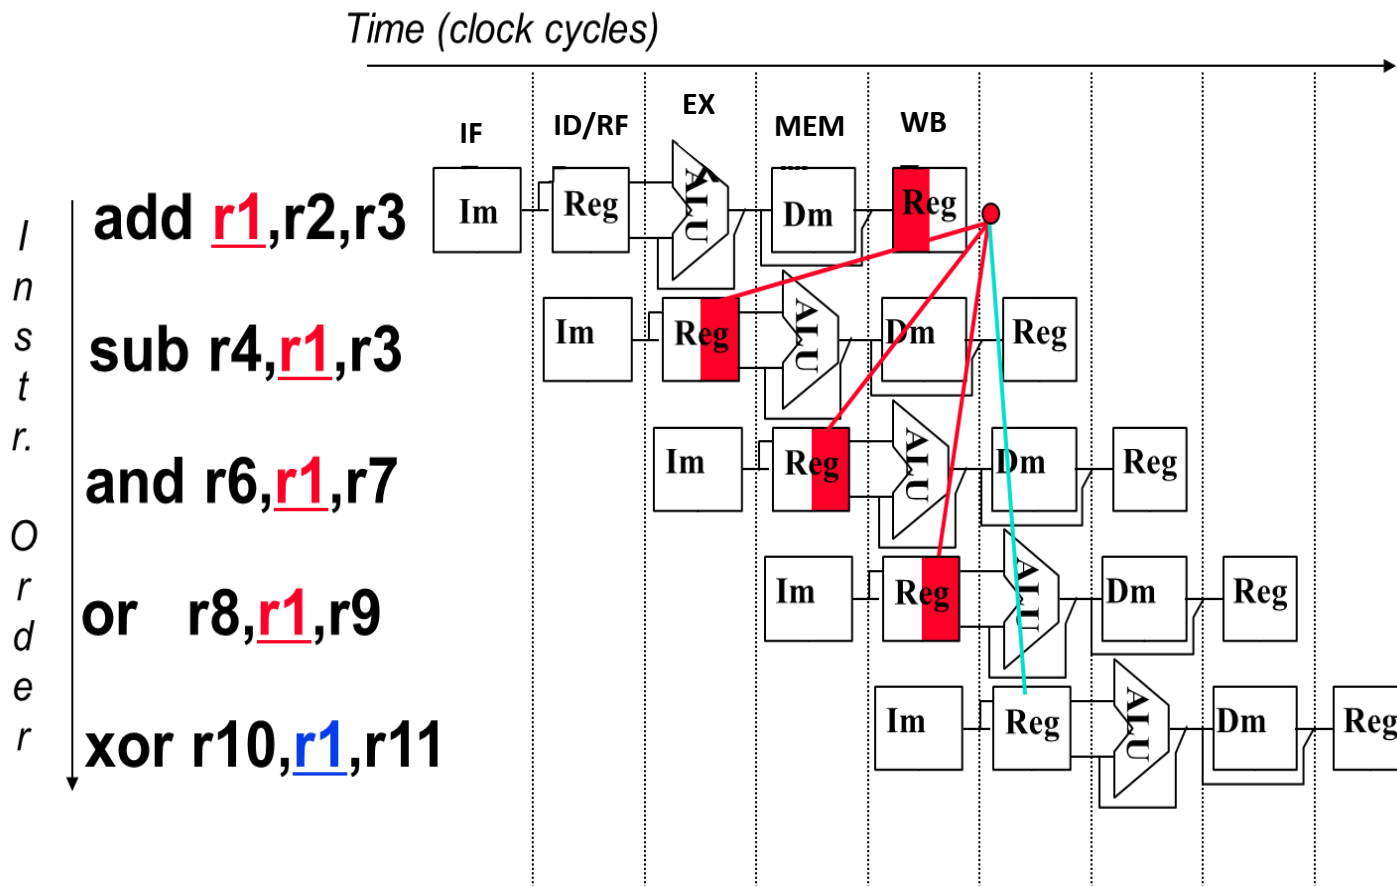 Time (clock cycles)
IF ID/RF EX MEM WB
Instr. Order
add r1,r2,r3
Im Reg ALU Dm Reg
sub r4,r1,r3
Im Reg ALU Dm Reg
and r6,r1,r7
Im Reg ALU Dm Reg
or r8,r1,r9
Im Reg ALU Dm Reg
xor r10,r1,r11
Im Reg ALU Dm Reg